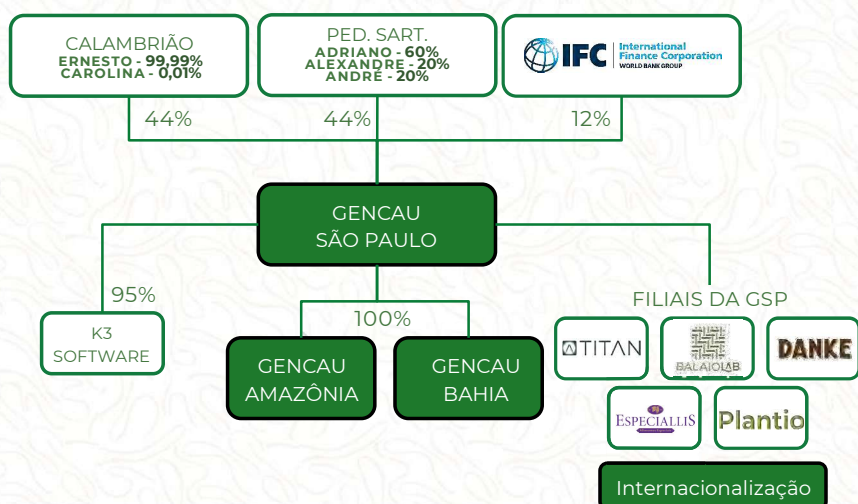 CALAMBRIÃO
ERNESTO - 99,99%
CAROLINA - 0,01%
PED. SART.
ADRIANO - 60%
ALEXANDRE - 20%
ANDRÉ - 20%
IFC
International
Finance Corporation
WORLD BANK GROUP
44%
44%
12%
GENCAU
SÃO PAULO
95%
K3
SOFTWARE
100%
GENCAU
AMAZÔNIA
GENCAU
BAHIA
FILIAIS DA GSP
TITAN
BALAIOLAB
DANKE
ESPECIALLIS
Plantio
Internacionalização